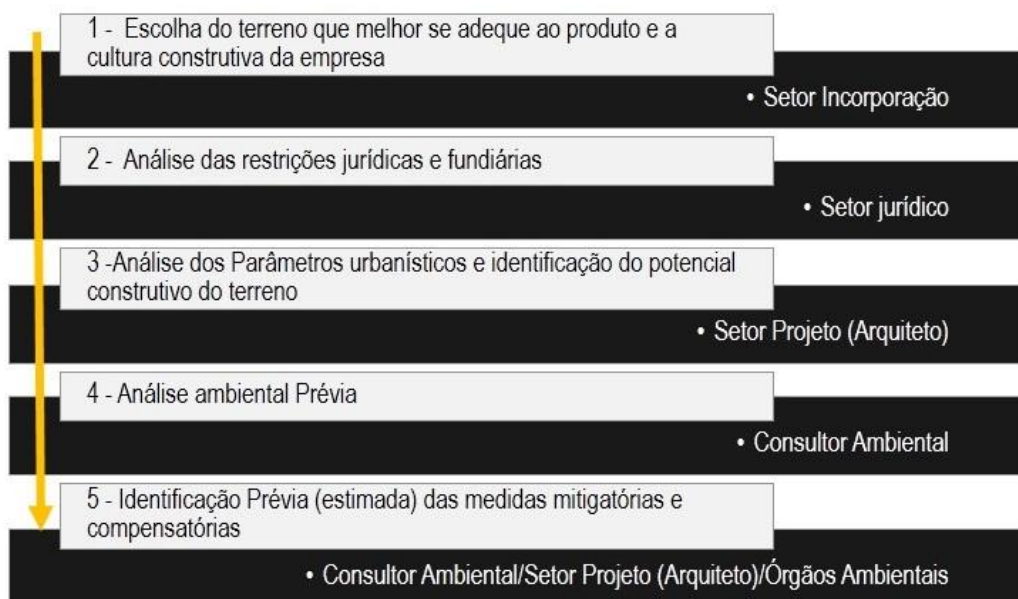 1 - Escolha do terreno que melhor se adeque ao produto e a
cultura construtiva da empresa
• Setor Incorporação
2 - Análise das restrições jurídicas e fundiárias
• Setor jurídico
3 -Análise dos Parâmetros urbanísticos e identificação do potencial
construtivo do terreno
• Setor Projeto (Arquiteto)
4 - Análise ambiental Prévia
• Consultor Ambiental
5 - Identificação Prévia (estimada) das medidas mitigatórias e
compensatórias
• Consultor Ambiental/Setor Projeto (Arquiteto)/Órgãos Ambientais